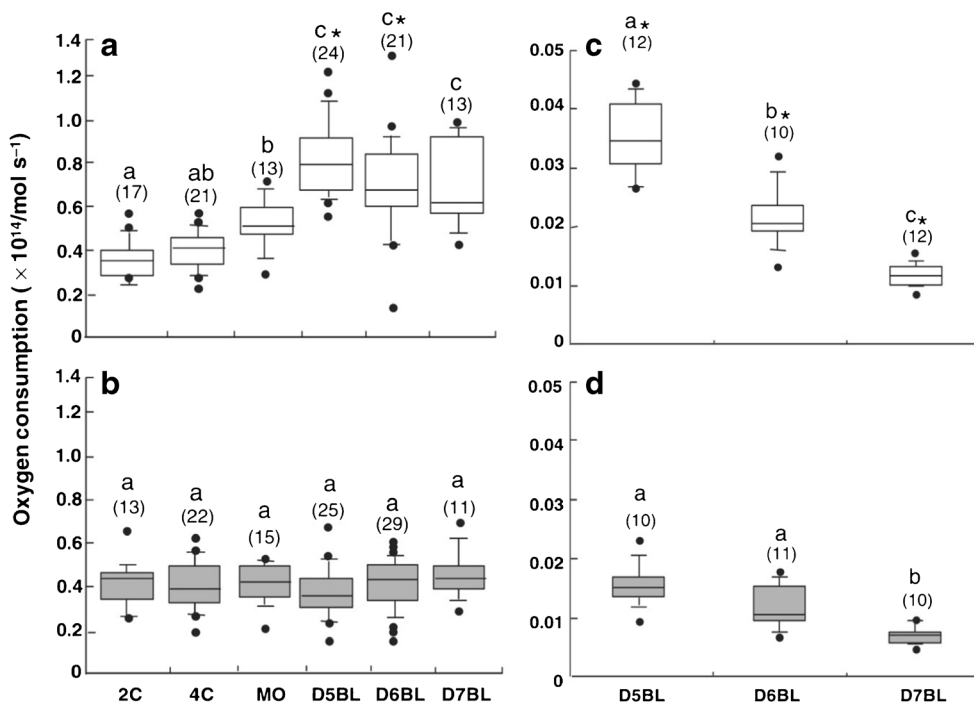 Oxygen consumption ( × 10¹⁴/mol s⁻¹)
a
1.4
1.2
1.0
0.8
0.6
0.4
0.2
0
a
(17)
ab
(21)
b
(13)
c*
(24)
c*
(21)
c
(13)
c
0.05
0.04
0.03
0.02
0.01
0
a*
(12)
b*
(10)
c*
(12)
b
1.4
1.2
1.0
0.8
0.6
0.4
0.2
0
a
(13)
a
(22)
a
(15)
a
(25)
a
(29)
a
(11)
2C 4C MO D5BL D6BL D7BL
d
0.05
0.04
0.03
0.02
0.01
0
a
(10)
a
(11)
b
(10)
D5BL D6BL D7BL